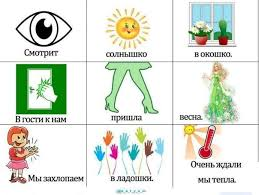 Смотрит
солнышко
в окошко.
В гости к нам
пришла
весна.
Мы захлопаем
в ладошки.
Очень ждали
мы тепла.